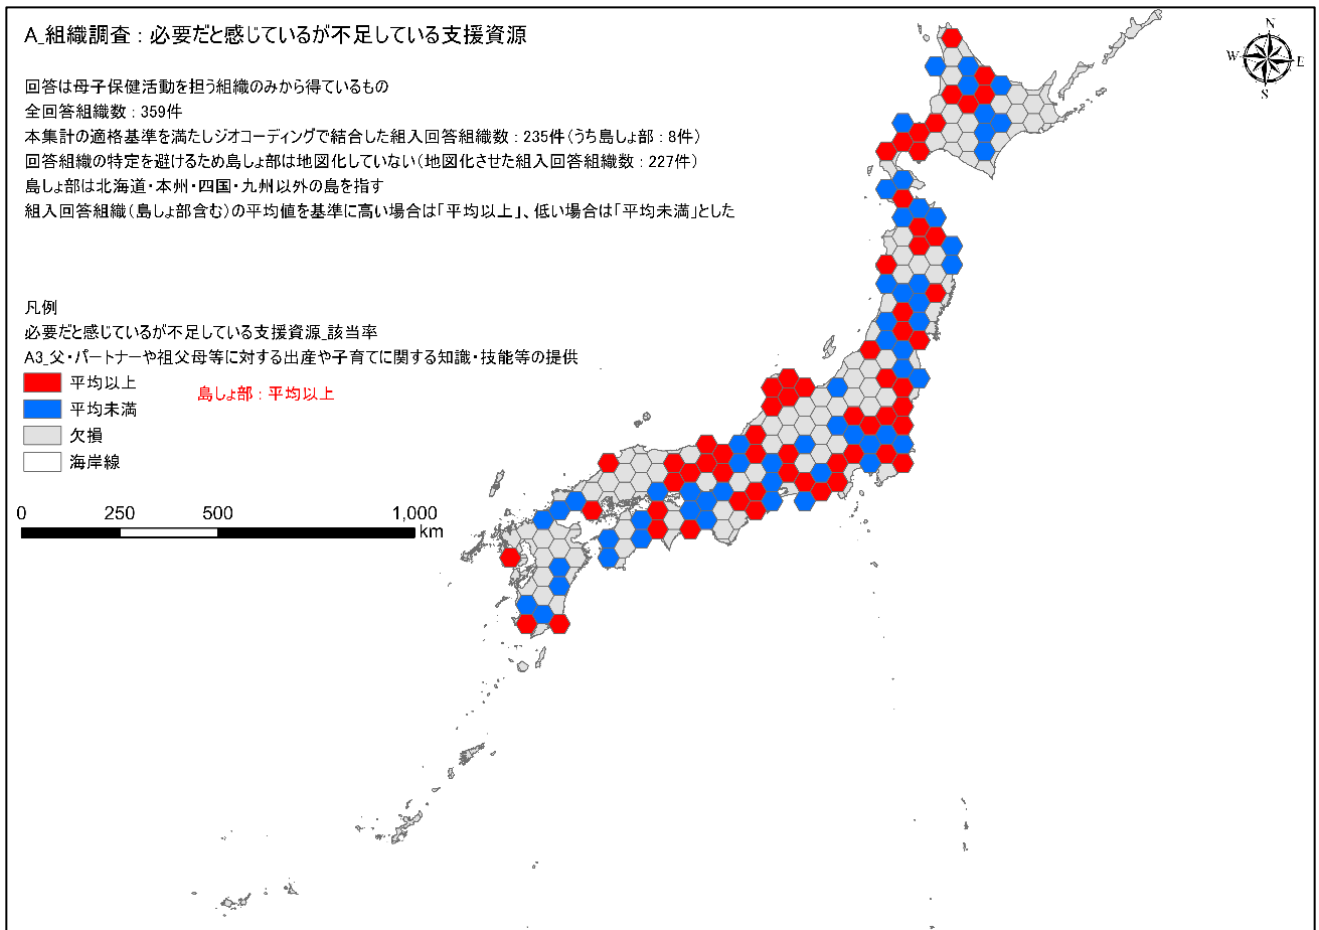 A_組織調査：必要だと感じているが不足している支援資源
N
W
E
S
回答は母子保健活動を担う組織のみから得ているもの
全回答組織数：359件
本集計の適格基準を満たしジオコーディングで結合した組入回答組織数：235件（うち島しょ部：8件）
回答組織の特定を避けるため島しょ部は地図化していない（地図化させた組入回答組織数：227件）
島しょ部は北海道・本州・四国・九州以外の島を指す
組入回答組織（島しょ部含む）の平均値を基準に高い場合は「平均以上」、低い場合は「平均未満」とした
凡例
必要だと感じているが不足している支援資源_該当率
A3_父・パートナーや祖父母等に対する出産や子育てに関する知識・技能等の提供
平均以上
島しょ部：平均以上
平均未満
欠損
海岸線
0 250 500 1,000
km